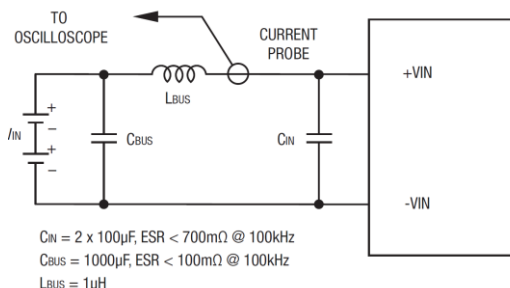 TO
OSCILLOSCOPE
CURRENT
PROBE
+VIN
LBUS
+
−
+
−
IIN
CBUS
CIN
-VIN
CIN = 2 x 100µF, ESR < 700mΩ @ 100kHz
CBUS = 1000µF, ESR < 100mΩ @ 100kHz
LBUS = 1µH